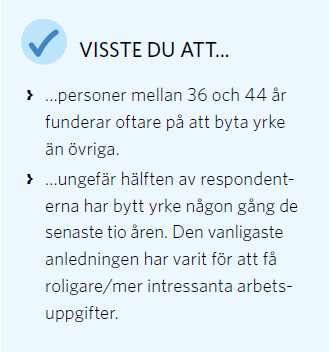 VISSTE DU ATT...
...personer mellan 36 och 44 år
funderar oftare på att byta yrke
än övriga.
...ungefär hälften av respondent-
erna har bytt yrke någon gång de
senaste tio åren. Den vanligaste
anledningen har varit för att få
roligare/mer intressanta arbets-
uppgifter.